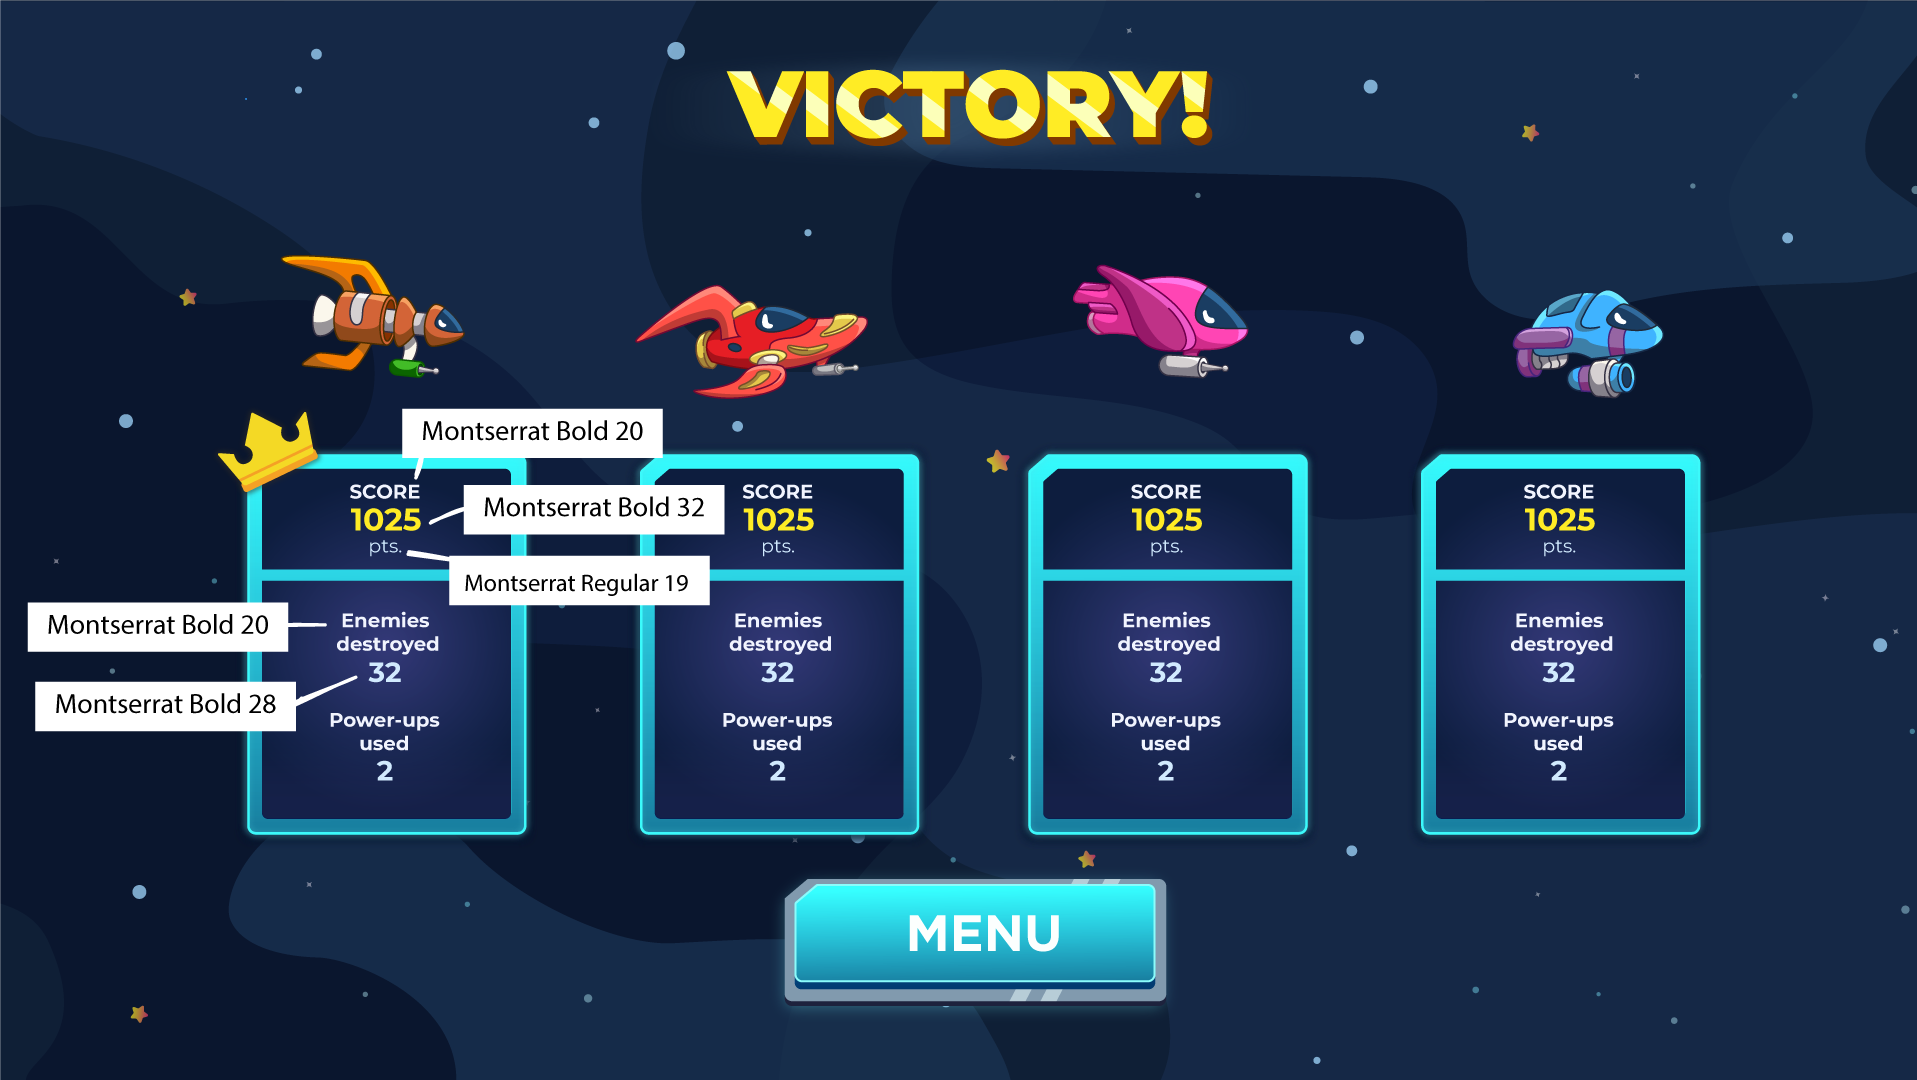 VICTORY!
Montserrat Bold 20
SCORE
1025
pts.
Montserrat Bold 32
Montserrat Regular 19
Montserrat Bold 20
Enemies
destroyed
32
Montserrat Bold 28
Power-ups
used
2
SCORE
1025
pts.
Enemies
destroyed
32
Power-ups
used
2
SCORE
1025
pts.
Enemies
destroyed
32
Power-ups
used
2
SCORE
1025
pts.
Enemies
destroyed
32
Power-ups
used
2
MENU